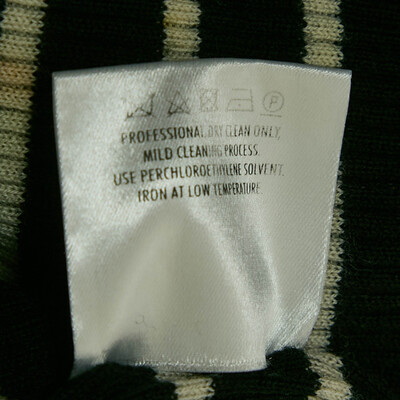 PROFESSIONAL DRY CLEAN ONLY,
MILD CLEANING PROCESS.
USE PERCHLOROETHYLENE SOLVENT.
IRON AT LOW TEMPERATURE.